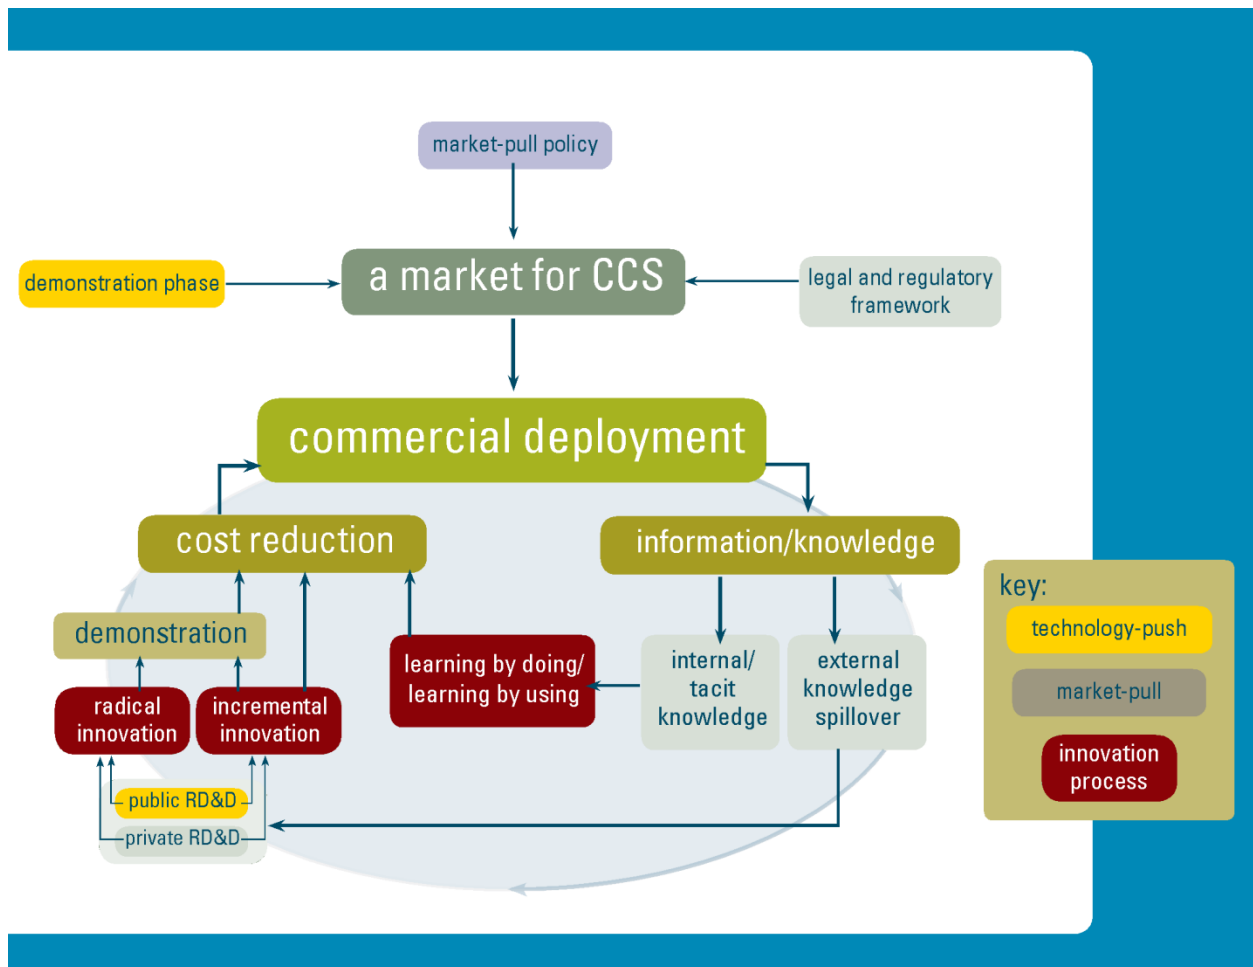 market-pull policy
demonstration phase
a market for CCS
legal and regulatory
framework
commercial deployment
cost reduction
information/knowledge
demonstration
learning by doing/
learning by using
internal/
tacit
knowledge
external
knowledge
spillover
radical
innovation
incremental
innovation
public RD&D
private RD&D
key:
technology-push
market-pull
innovation
process